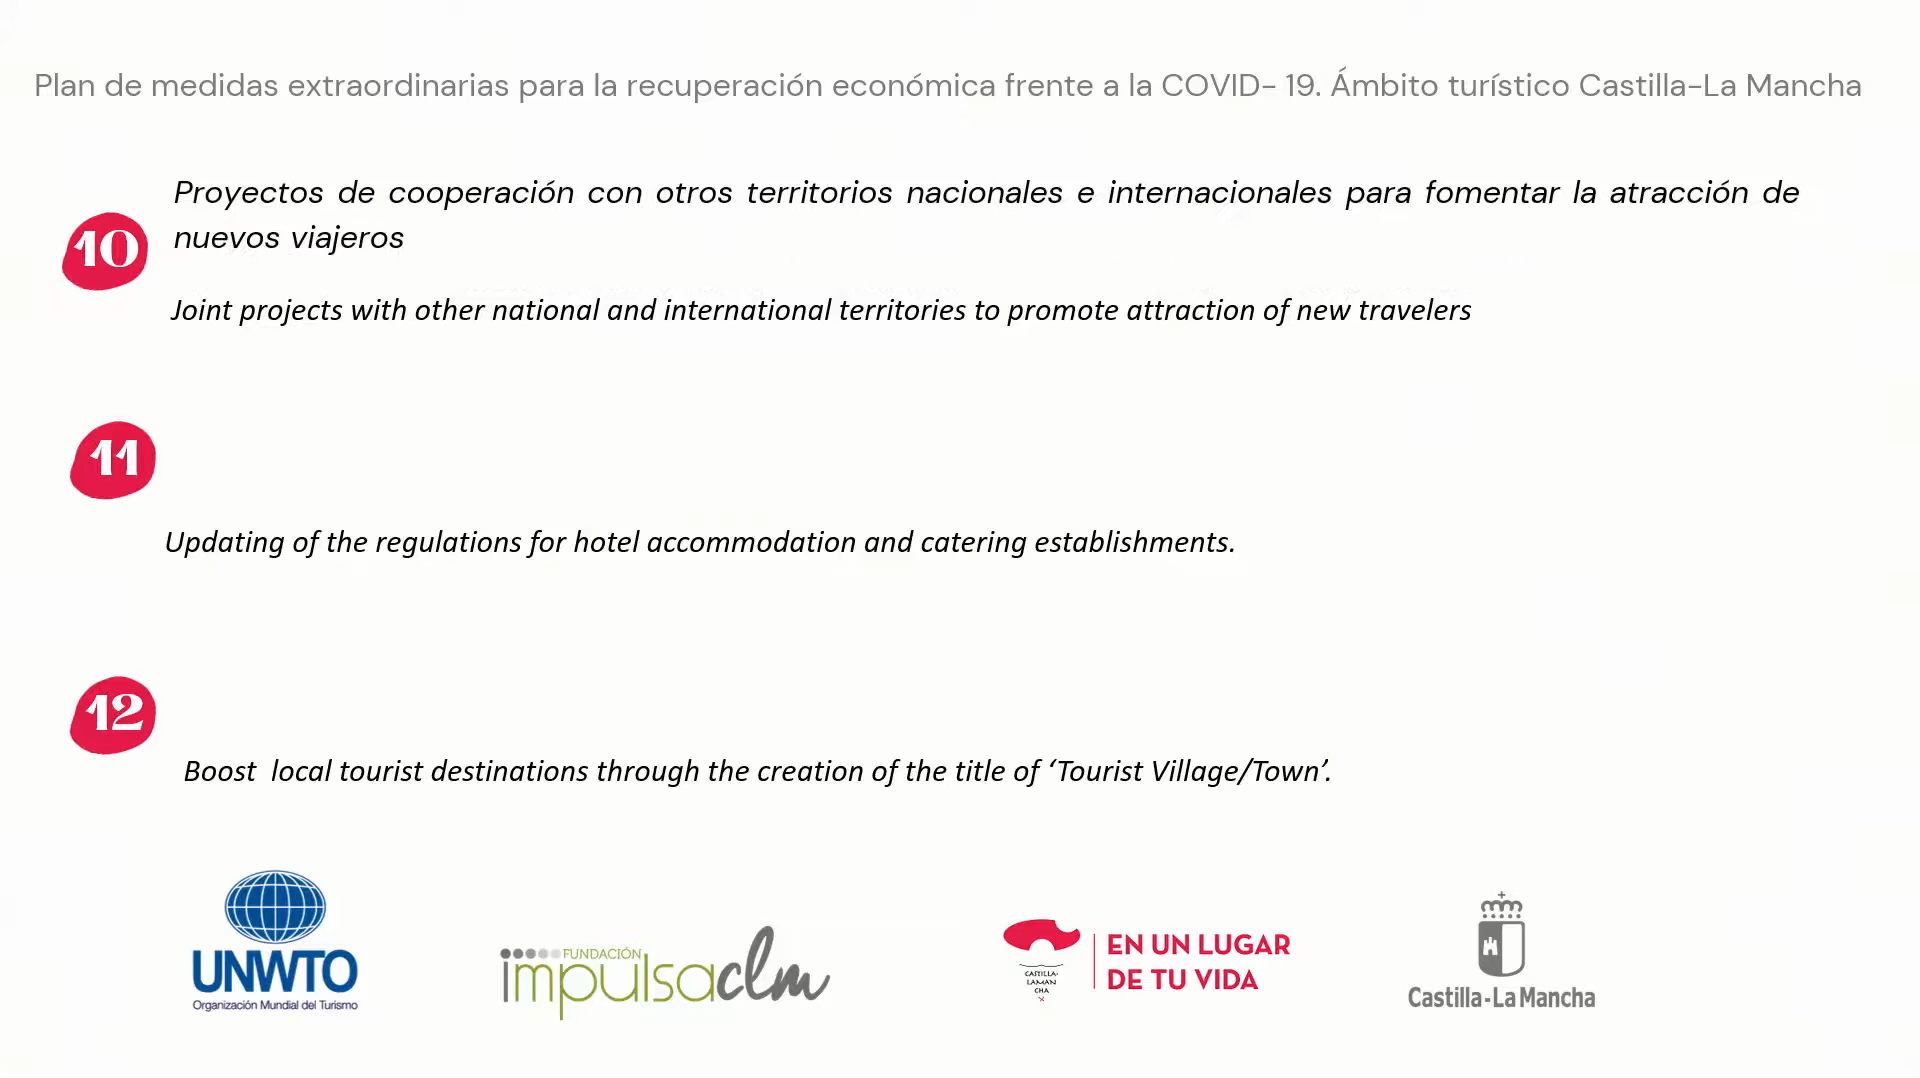 Plan de medidas extraordinarias para la recuperación económica frente a la COVID- 19. Ámbito turístico Castilla-La Mancha
10
Proyectos de cooperación con otros territorios nacionales e internacionales para fomentar la atracción de
nuevos viajeros
Joint projects with other national and international territories to promote attraction of new travelers
11
Updating of the regulations for hotel accommodation and catering establishments.
12
Boost  local tourist destinations through the creation of the title of ‘Tourist Village/Town’.
UNWTO
Organización Mundial del Turismo
FUNDACIÓN
impulsaclm
CASTILLA-
LAMAN
CHA
EN UN LUGAR
DE TU VIDA
Castilla-La Mancha